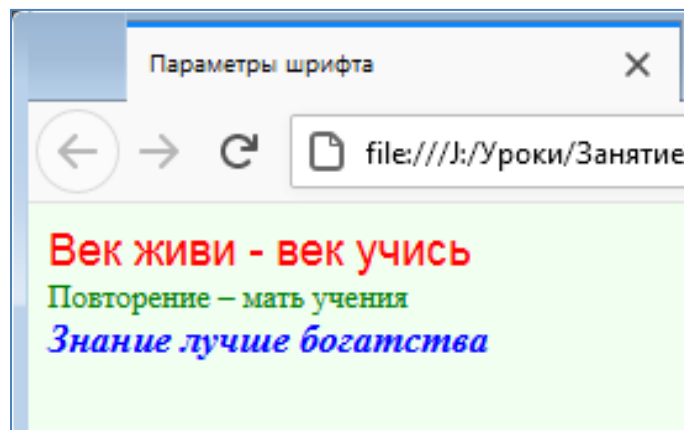 Параметры шрифта
file:///J:/Уроки/Занятие
Век живи - век учись
Повторение – мать учения
Знание лучше богатства